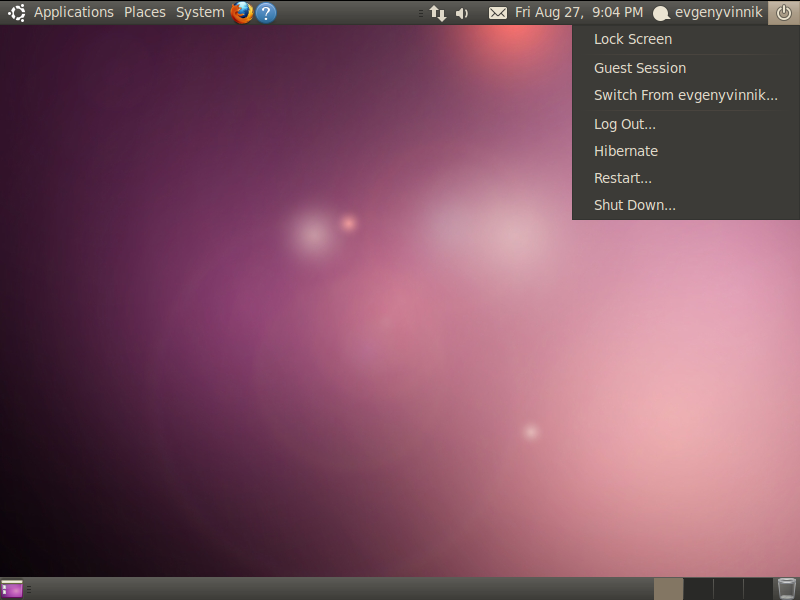 Applications Places System ? Fri Aug 27, 9:04 PM evgenyvinnik
Lock Screen
Guest Session
Switch From evgenyvinnik...
Log Out...
Hibernate
Restart...
Shut Down...